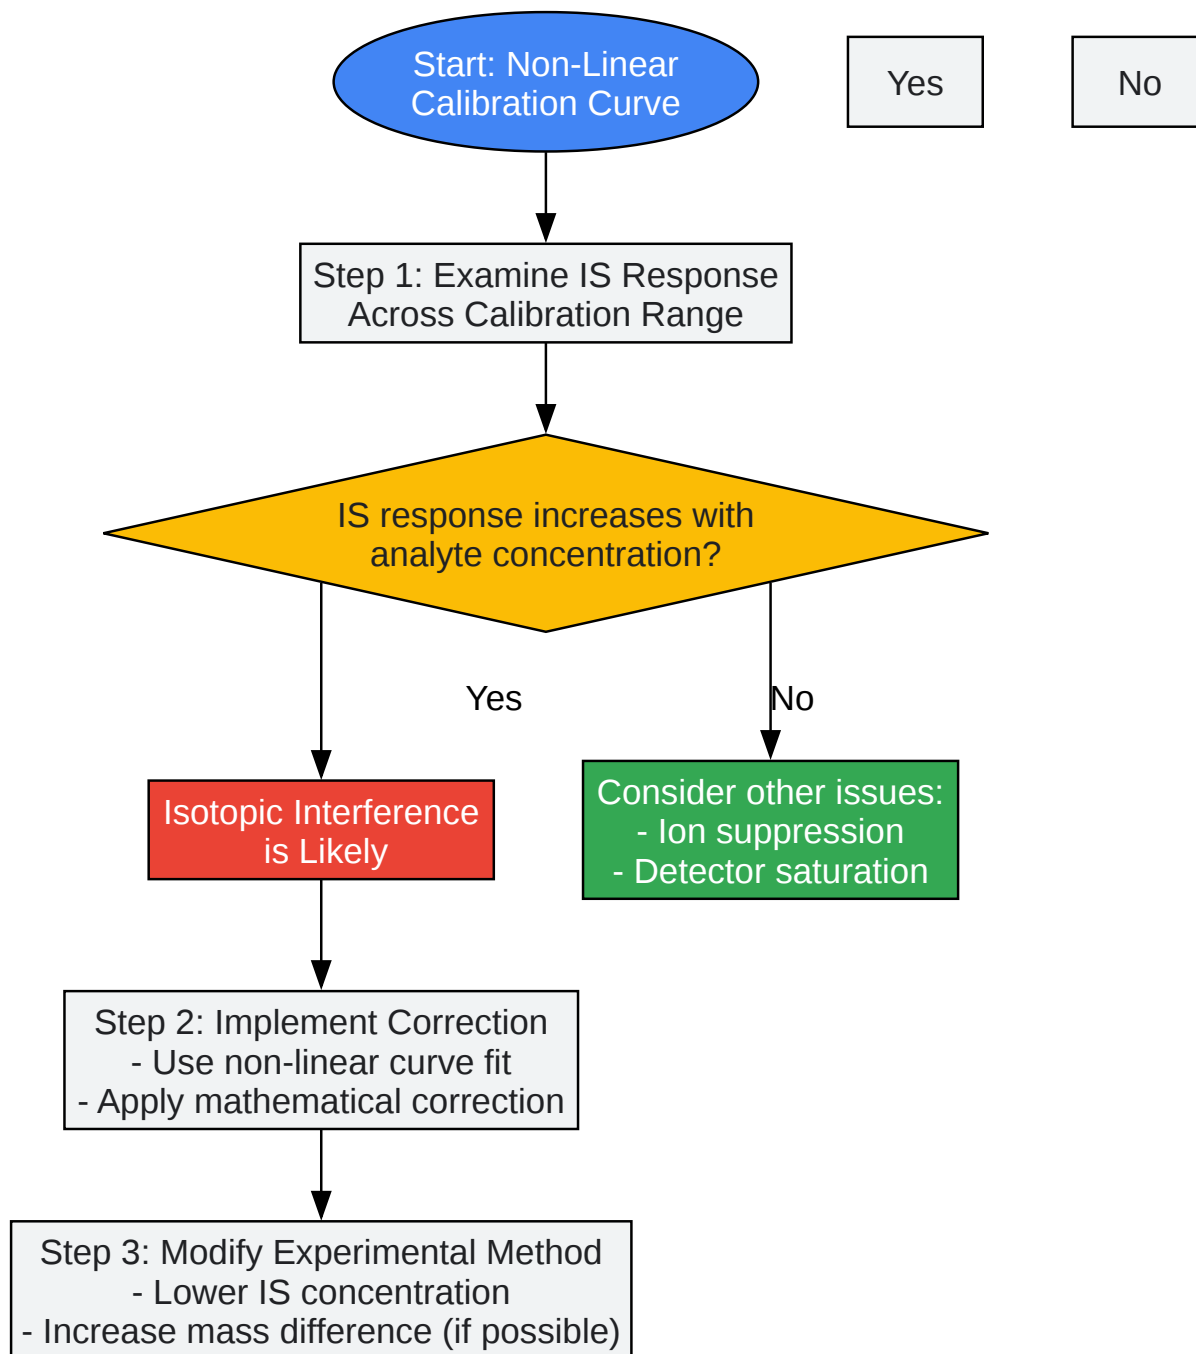 Start: Non-Linear
Calibration Curve
Yes
No
Step 1: Examine IS Response
Across Calibration Range
IS response increases with
analyte concentration?
Yes
No
Isotopic Interference
is Likely
Consider other issues:
- Ion suppression
- Detector saturation
Step 2: Implement Correction
- Use non-linear curve fit
- Apply mathematical correction
Step 3: Modify Experimental Method
- Lower IS concentration
- Increase mass difference (if possible)